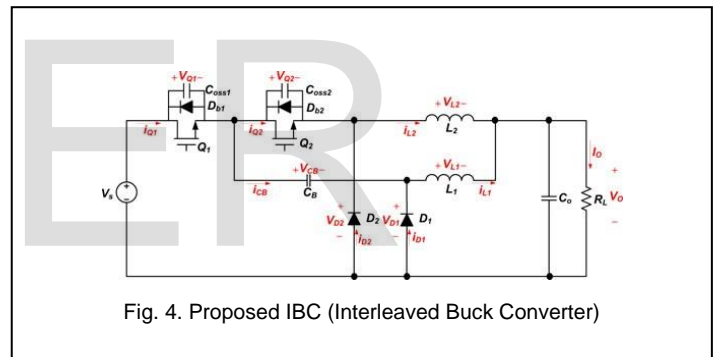 ER
+VQ1-
+VQ2-
Coss1
Coss2
Db1
Db2
+VL2-
iQ1
iQ2
iL2
L2
Q1
Q2
IO
+VCB-
+VL1-
+
Vs
iCB
CB
L1
iL1
Co
RL
VO
+
+
VD2
D2
VD1
D1
-
-
-
iD2
iD1
Fig. 4. Proposed IBC (Interleaved Buck Converter)